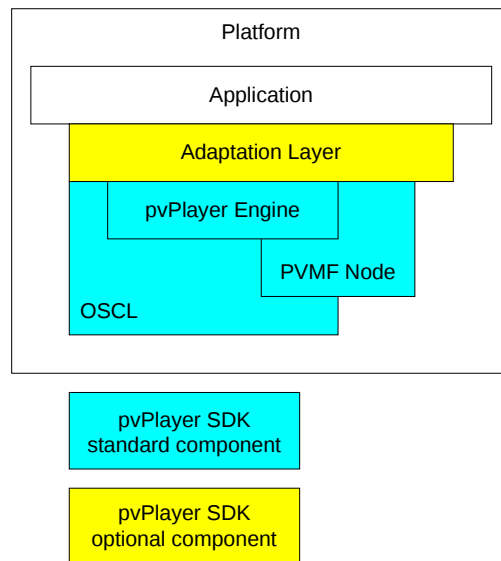 Platform
Application
Adaptation Layer
pvPlayer Engine
PVMF Node
OSCL
pvPlayer SDK
standard component
pvPlayer SDK
optional component